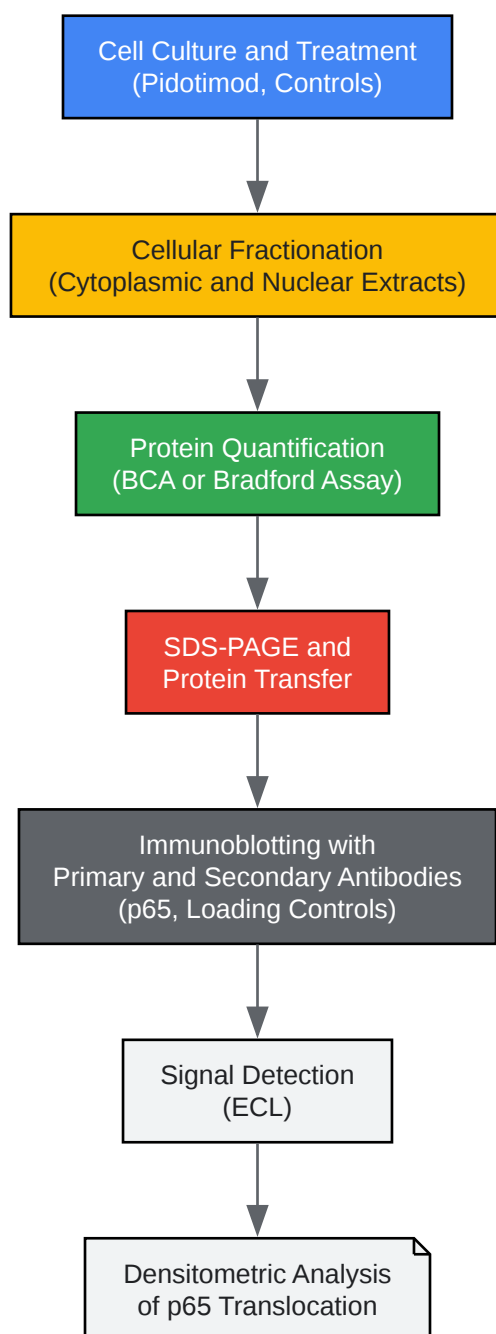 Cell Culture and Treatment
(Pidotimod, Controls)
Cellular Fractionation
(Cytoplasmic and Nuclear Extracts)
Protein Quantification
(BCA or Bradford Assay)
SDS-PAGE and
Protein Transfer
Immunoblotting with
Primary and Secondary Antibodies
(p65, Loading Controls)
Signal Detection
(ECL)
Densitometric Analysis
of p65 Translocation